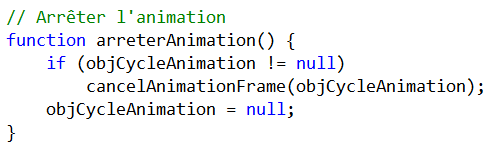 // Arrêter l'animation
function arreterAnimation() {
    if (objCycleAnimation != null)
        cancelAnimationFrame(objCycleAnimation);
    objCycleAnimation = null;
}